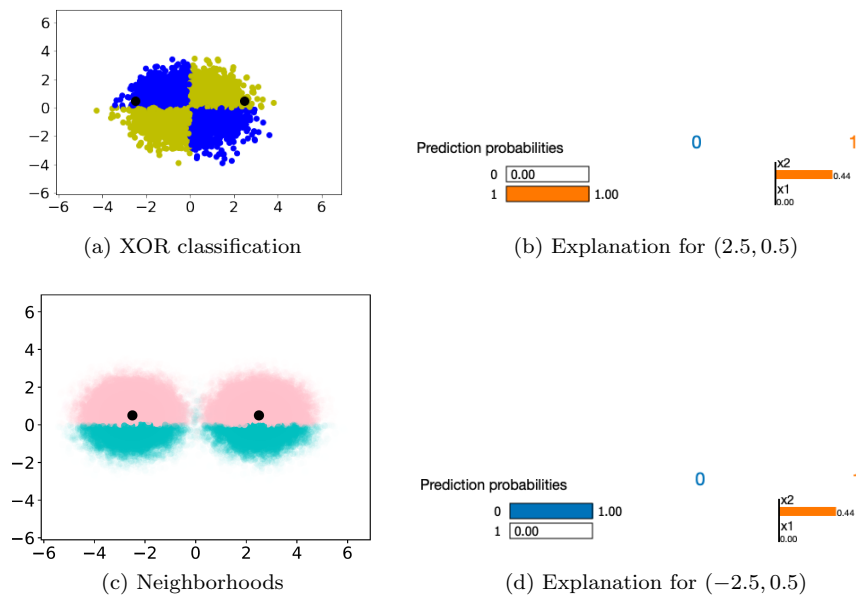 6
4
2
0
−2
−4
−6
−6 −4 −2 0 2 4 6
(a) XOR classification
Prediction probabilities
0 0.00
1 1.00
0 1
x2
0.44
x1
0.00
(b) Explanation for (2.5, 0.5)
6
4
2
0
−2
−4
−6
−6 −4 −2 0 2 4 6
(c) Neighborhoods
Prediction probabilities
0 1.00
1 0.00
0
x2
0.44
x1
0.00
(d) Explanation for (−2.5, 0.5)